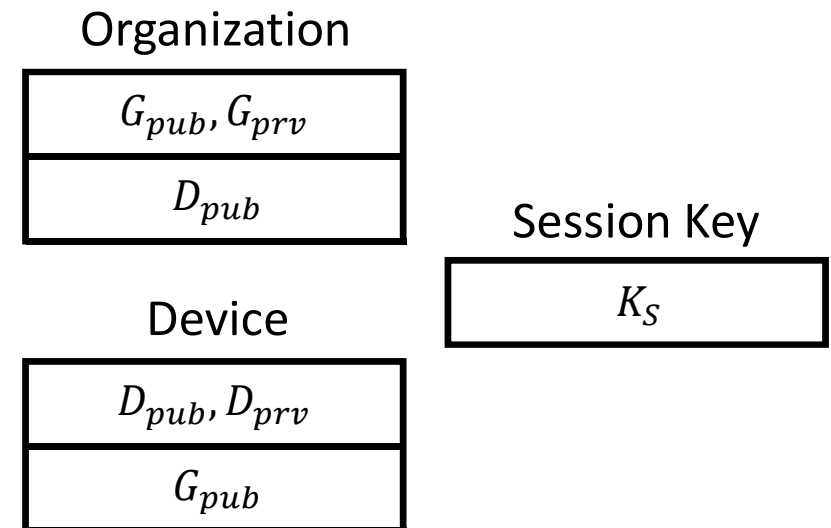 Organization
G_pub, G_prv
D_pub
Session Key
K_S
Device
D_pub, D_prv
G_pub